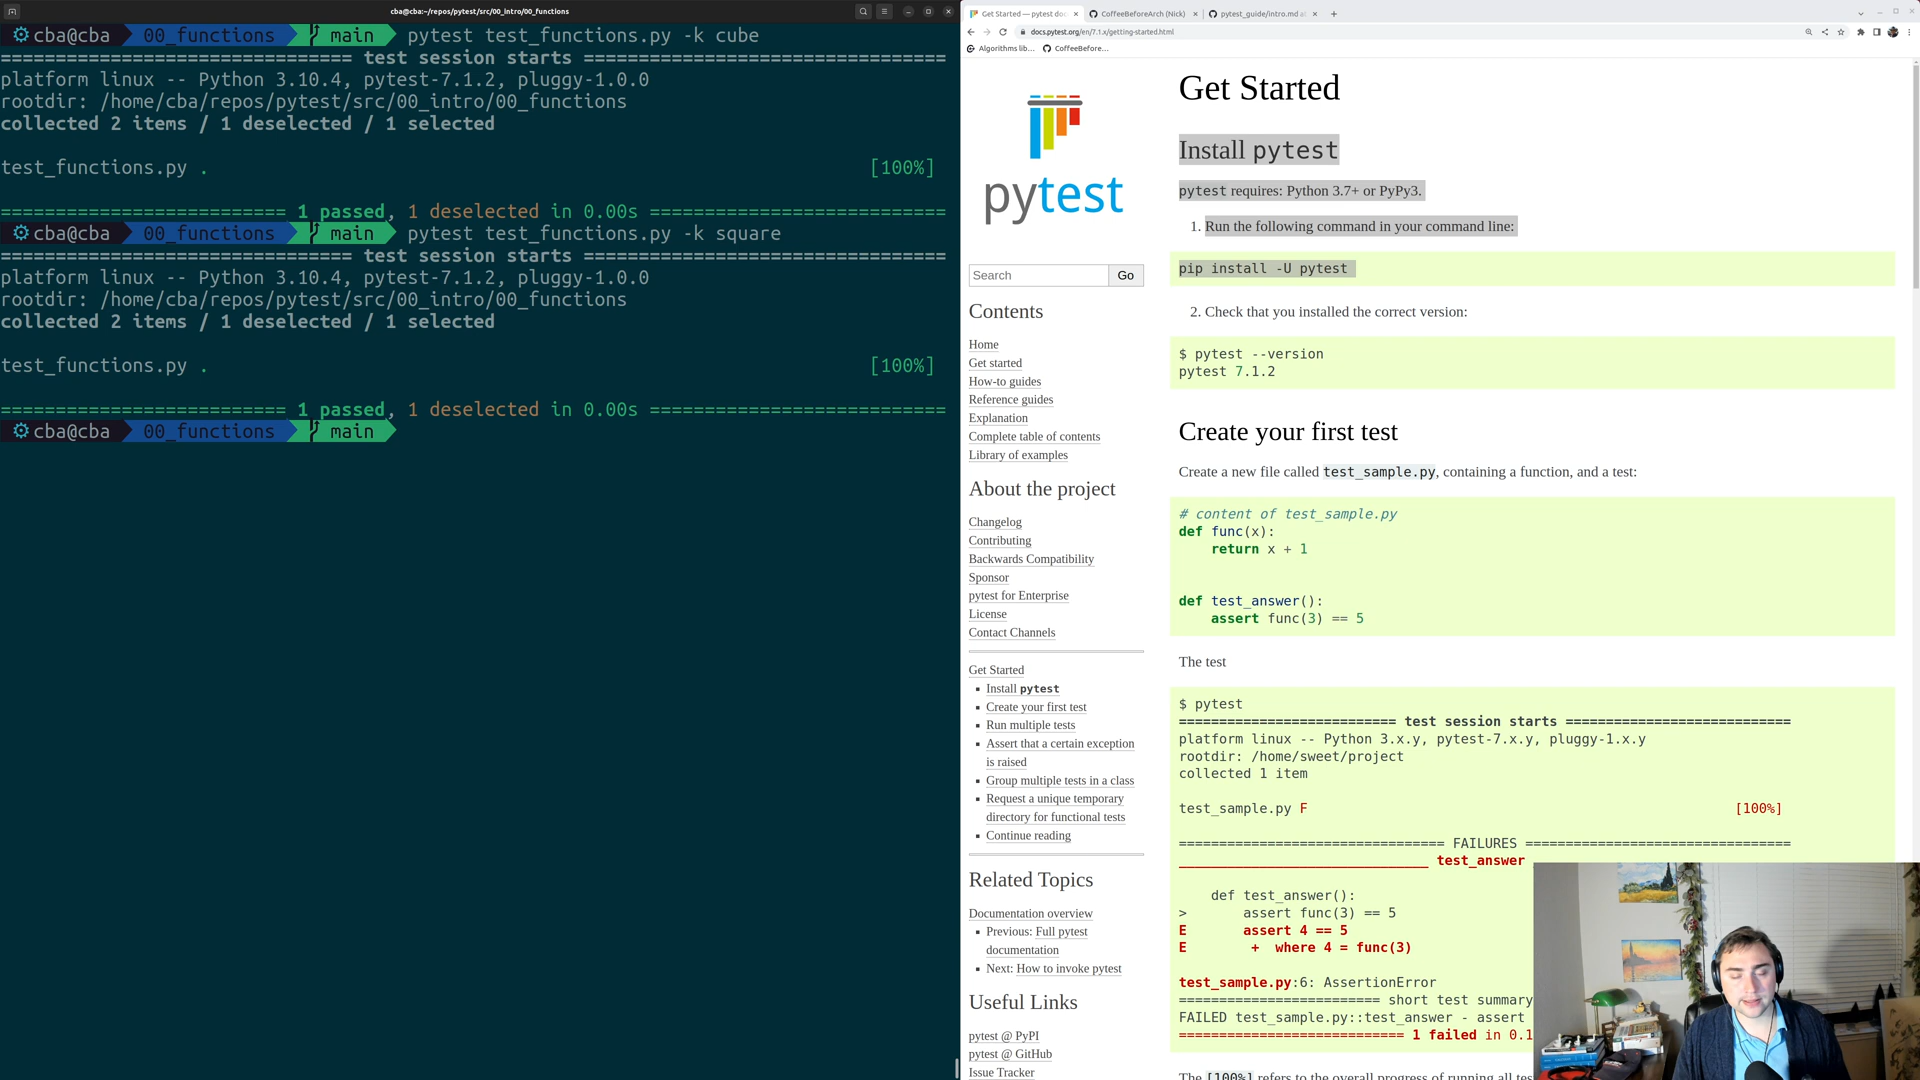 cba@cba:~/repos/pytest/src/00_intro/00_functions
cba@cba 00_functions main pytest test_functions.py -k cube
================================ test session starts ===================================
platform linux -- Python 3.10.4, pytest-7.1.2, pluggy-1.0.0
rootdir: /home/cba/repos/pytest/src/00_intro/00_functions
collected 2 items / 1 deselected / 1 selected
test_functions.py . [100%]
========================== 1 passed, 1 deselected in 0.00s ===========================
cba@cba 00_functions main pytest test_functions.py -k square
================================ test session starts ===================================
platform linux -- Python 3.10.4, pytest-7.1.2, pluggy-1.0.0
rootdir: /home/cba/repos/pytest/src/00_intro/00_functions
collected 2 items / 1 deselected / 1 selected
test_functions.py . [100%]
========================== 1 passed, 1 deselected in 0.00s ===========================
cba@cba 00_functions main
Get Started — pytest doc
CoffeeBeforeArch (Nick)
pytest_guide/intro.md a
docs.pytest.org/en/7.1.x/getting-started.html
Algorithms lib...
CoffeeBefore...
pytest
Search
Go
Contents
Home
Get started
How-to guides
Reference guides
Explanation
Complete table of contents
Library of examples
About the project
Changelog
Contributing
Backwards Compatibility
Sponsor
pytest for Enterprise
License
Contact Channels
Get Started
Install pytest
Create your first test
Run multiple tests
Assert that a certain exception
is raised
Group multiple tests in a class
Request a unique temporary
directory for functional tests
Continue reading
Related Topics
Documentation overview
Previous: Full pytest
documentation
Next: How to invoke pytest
Useful Links
pytest @ PyPI
pytest @ GitHub
Issue Tracker
Get Started
Install pytest
pytest requires: Python 3.7+ or PyPy3.
1. Run the following command in your command line:
pip install -U pytest
2. Check that you installed the correct version:
$ pytest --version
pytest 7.1.2
Create your first test
Create a new file called test_sample.py, containing a function, and a test:
# content of test_sample.py
def func(x):
    return x + 1
def test_answer():
    assert func(3) == 5
The test
$ pytest
=========================== test session starts ============================
platform linux -- Python 3.x.y, pytest-7.x.y, pluggy-1.x.y
rootdir: /home/sweet/project
collected 1 item
test_sample.py F [100%]
================================= FAILURES =================================
_______________________________ test_answer
    def test_answer():
>       assert func(3) == 5
E       assert 4 == 5
E        +  where 4 = func(3)
test_sample.py:6: AssertionError
========================= short test summary
FAILED test_sample.py::test_answer - assert
============================ 1 failed in 0.1
The [100%] refers to the overall progress of running all tes